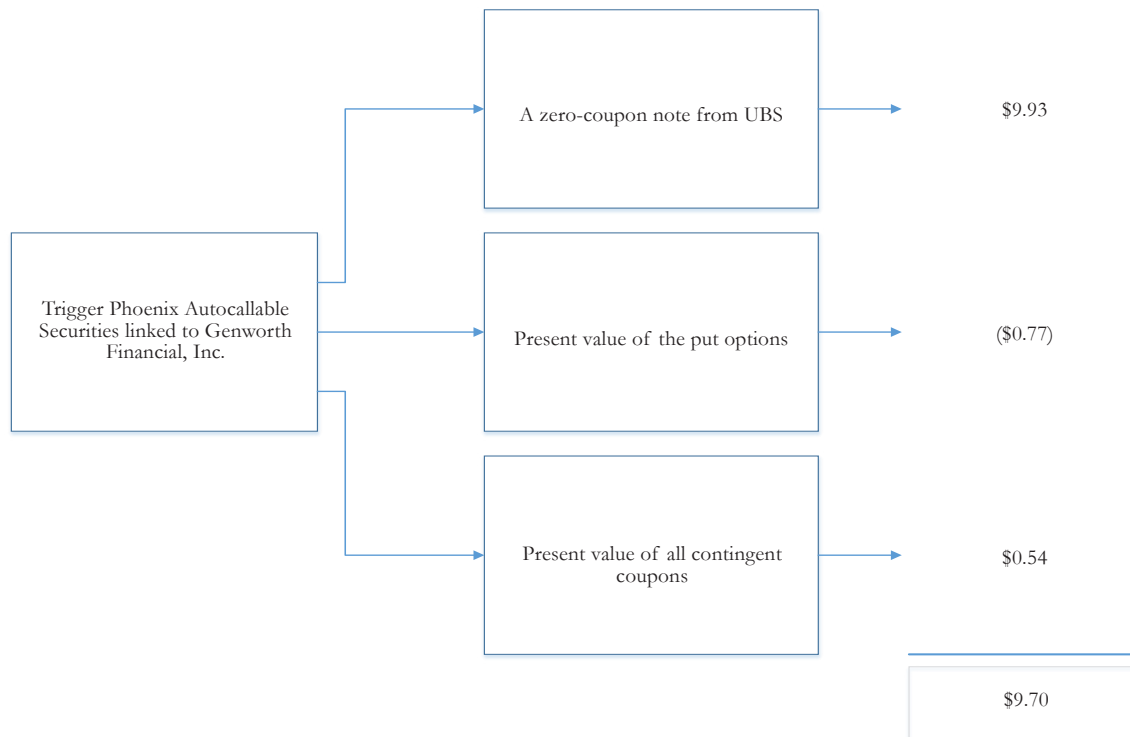 A zero-coupon note from UBS
$9.93
Trigger Phoenix Autocallable
Securities linked to Genworth
Financial, Inc.
Present value of the put options
($0.77)
Present value of all contingent
coupons
$0.54
$9.70